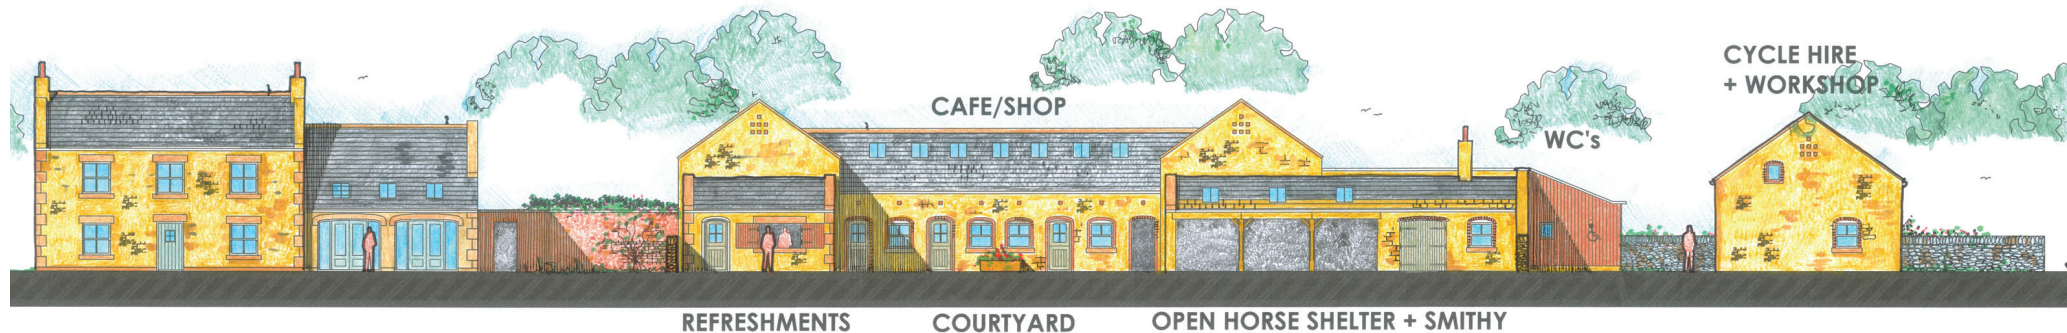 CYCLE HIRE
+ WORKSHOP
CAFE/SHOP
WC's
REFRESHMENTS
COURTYARD
OPEN HORSE SHELTER + SMITHY